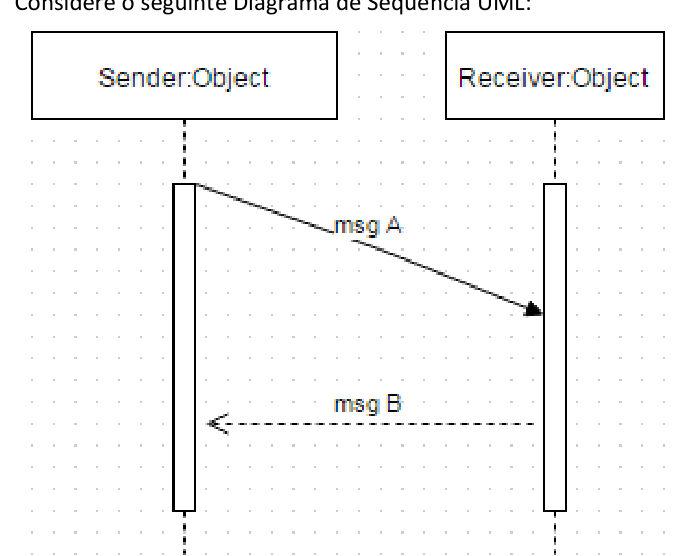 Considere o seguinte Diagrama de Sequência UML:
Sender:Object
Receiver:Object
msg A
msg B